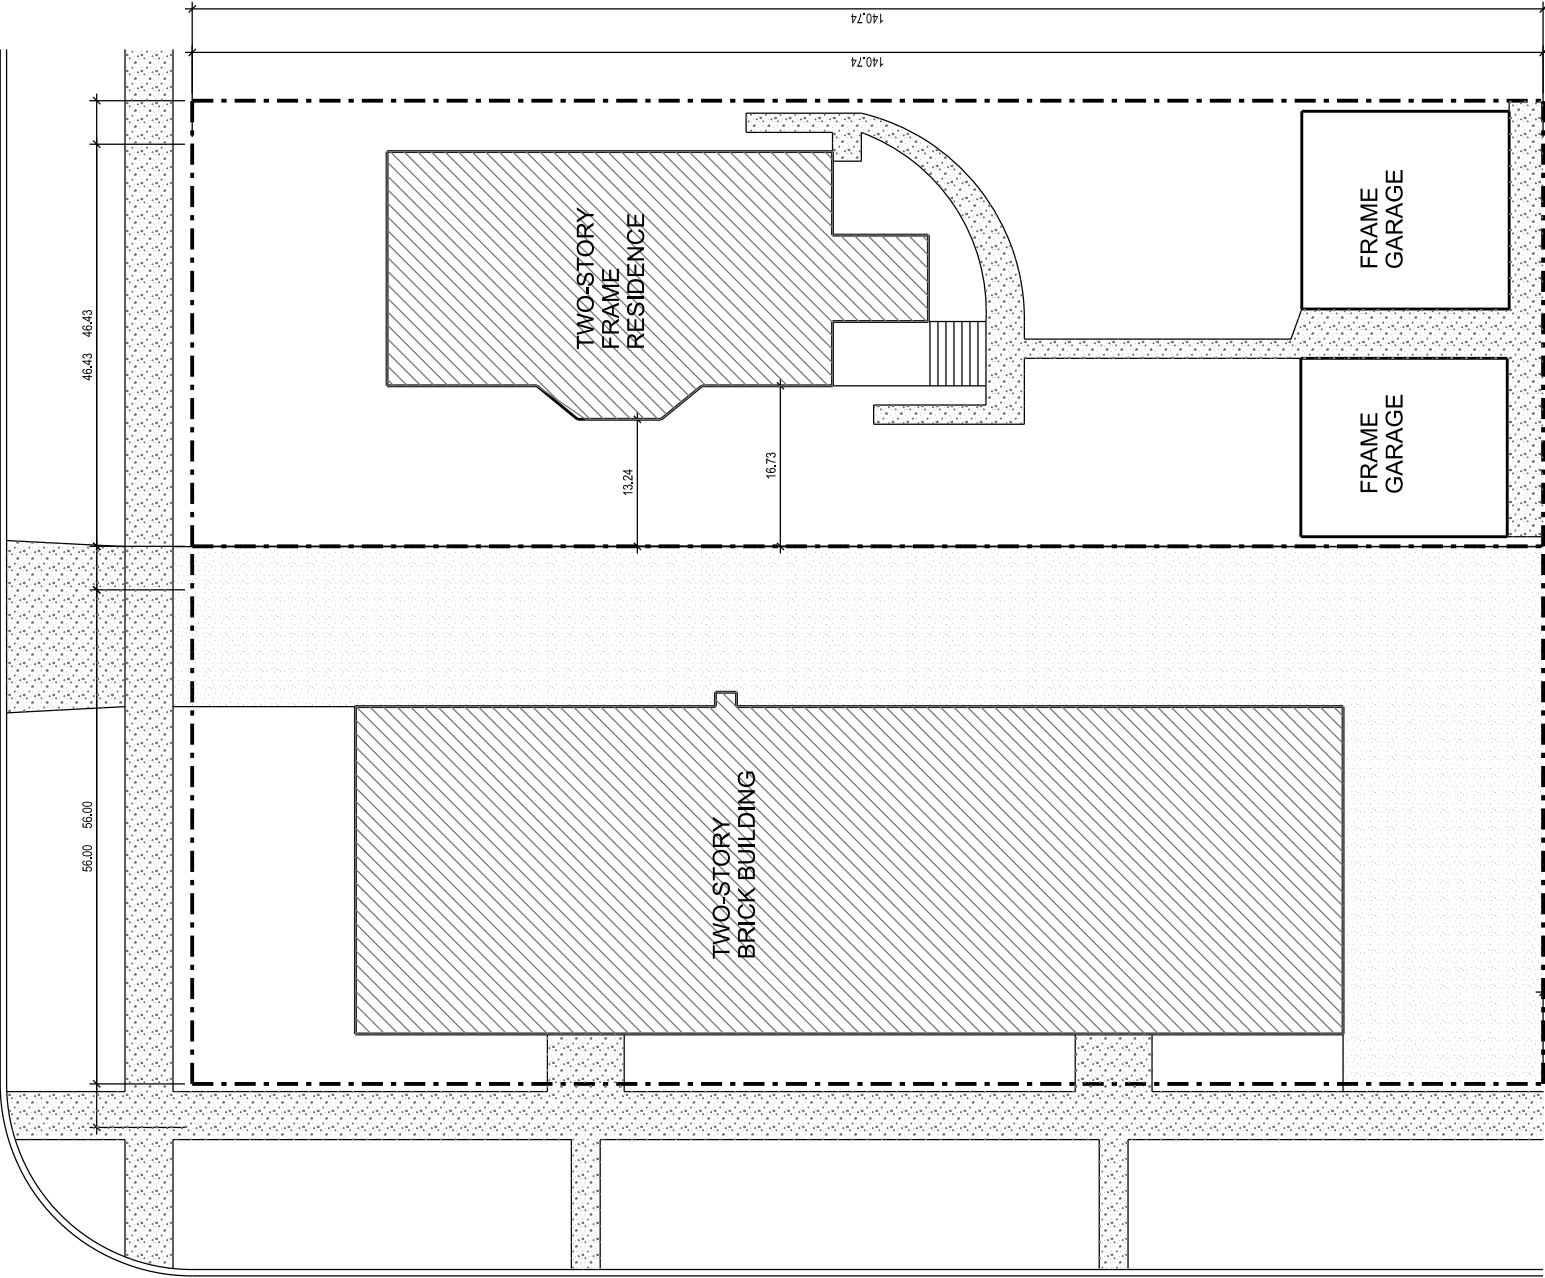 140.74
140.74
46.43
46.43
TWO-STORY
FRAME
RESIDENCE
FRAME
GARAGE
13.24
16.73
FRAME
GARAGE
56.00
56.00
TWO-STORY
BRICK BUILDING